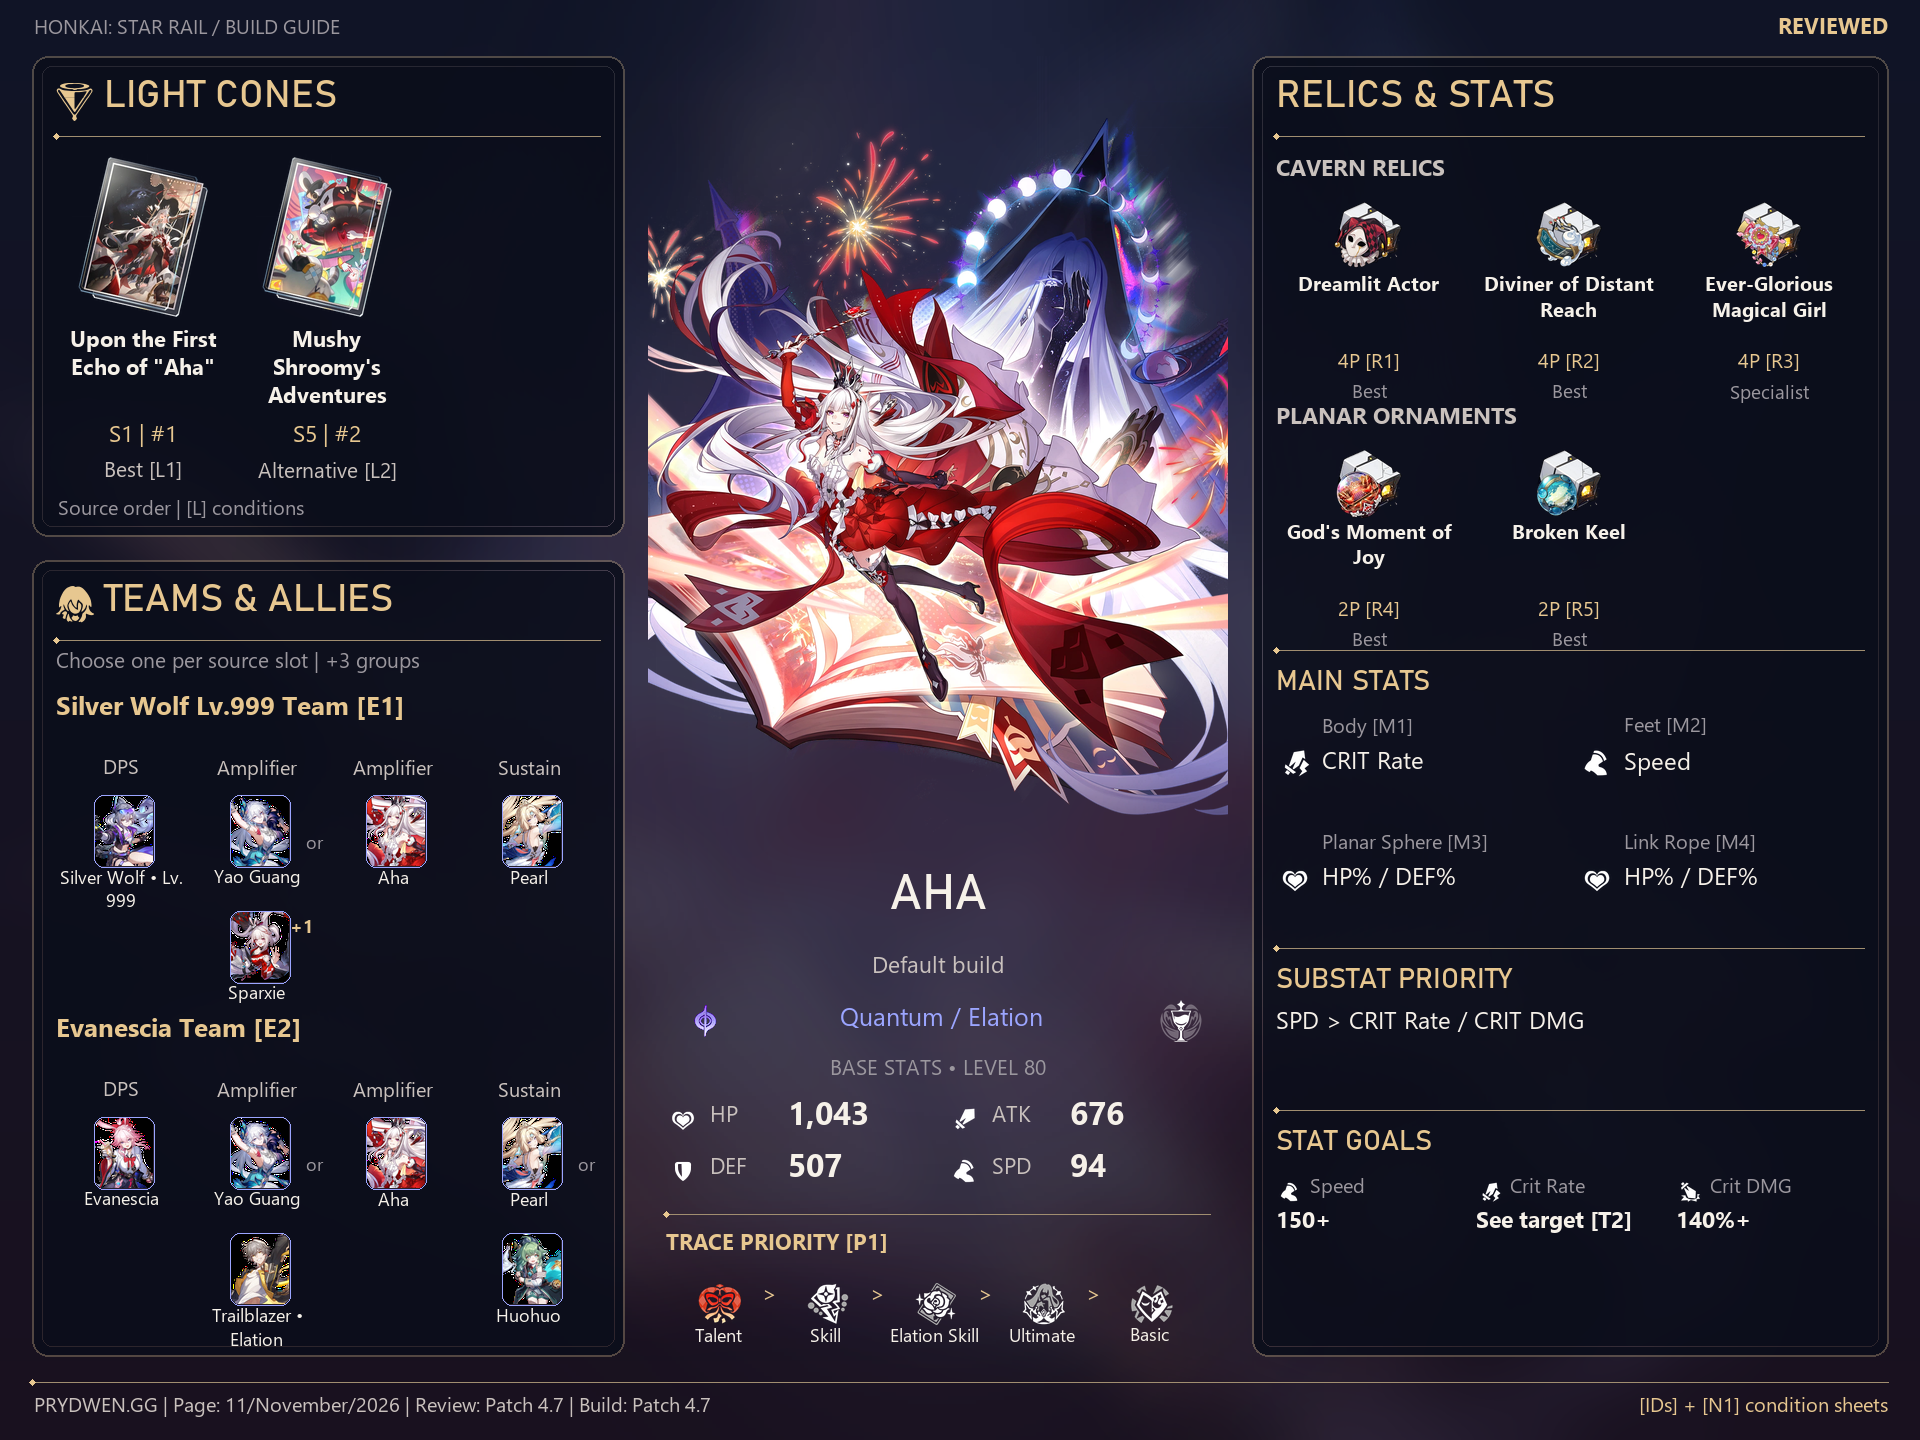 HONKAI: STAR RAIL / BUILD GUIDE
REVIEWED
LIGHT CONES
Upon the First
Echo of "Aha"
S1 | #1
Best [L1]
Mushy
Shroomy's
Adventures
S5 | #2
Alternative [L2]
Source order | [L] conditions
TEAMS & ALLIES
Choose one per source slot | +3 groups
Silver Wolf Lv.999 Team [E1]
DPS
Amplifier
Amplifier
Sustain
Silver Wolf • Lv.
999
Yao Guang
or
Aha
Pearl
+1
Sparxie
Evanescia Team [E2]
DPS
Amplifier
Amplifier
Sustain
Evanescia
Yao Guang
or
Aha
Pearl
or
Trailblazer •
Elation
Huohuo
AHA
Default build
Quantum / Elation
BASE STATS • LEVEL 80
HP 1,043
ATK 676
DEF 507
SPD 94
TRACE PRIORITY [P1]
Talent > Skill > Elation Skill > Ultimate > Basic
RELICS & STATS
CAVERN RELICS
Dreamlit Actor
4P [R1]
Best
Diviner of Distant
Reach
4P [R2]
Best
Ever-Glorious
Magical Girl
4P [R3]
Specialist
PLANAR ORNAMENTS
God's Moment of
Joy
2P [R4]
Best
Broken Keel
2P [R5]
Best
MAIN STATS
Body [M1]
CRIT Rate
Feet [M2]
Speed
Planar Sphere [M3]
HP% / DEF%
Link Rope [M4]
HP% / DEF%
SUBSTAT PRIORITY
SPD > CRIT Rate / CRIT DMG
STAT GOALS
Speed
150+
Crit Rate
See target [T2]
Crit DMG
140%+
PRYDWEN.GG | Page: 11/November/2026 | Review: Patch 4.7 | Build: Patch 4.7
[IDs] + [N1] condition sheets